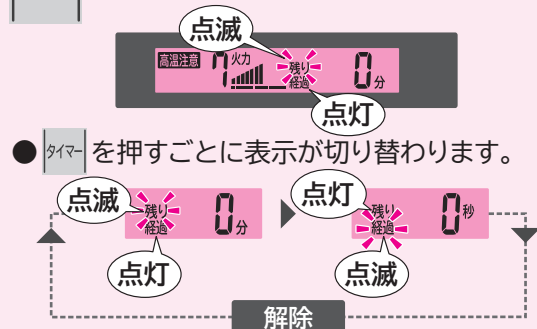 点滅
高温注意 7 火力 残り 経過 0分
点灯
● タイマー を押すごとに表示が切り替わります。
点滅 残り 経過 0分 点灯
点灯 残り 経過 0秒 点滅
解除